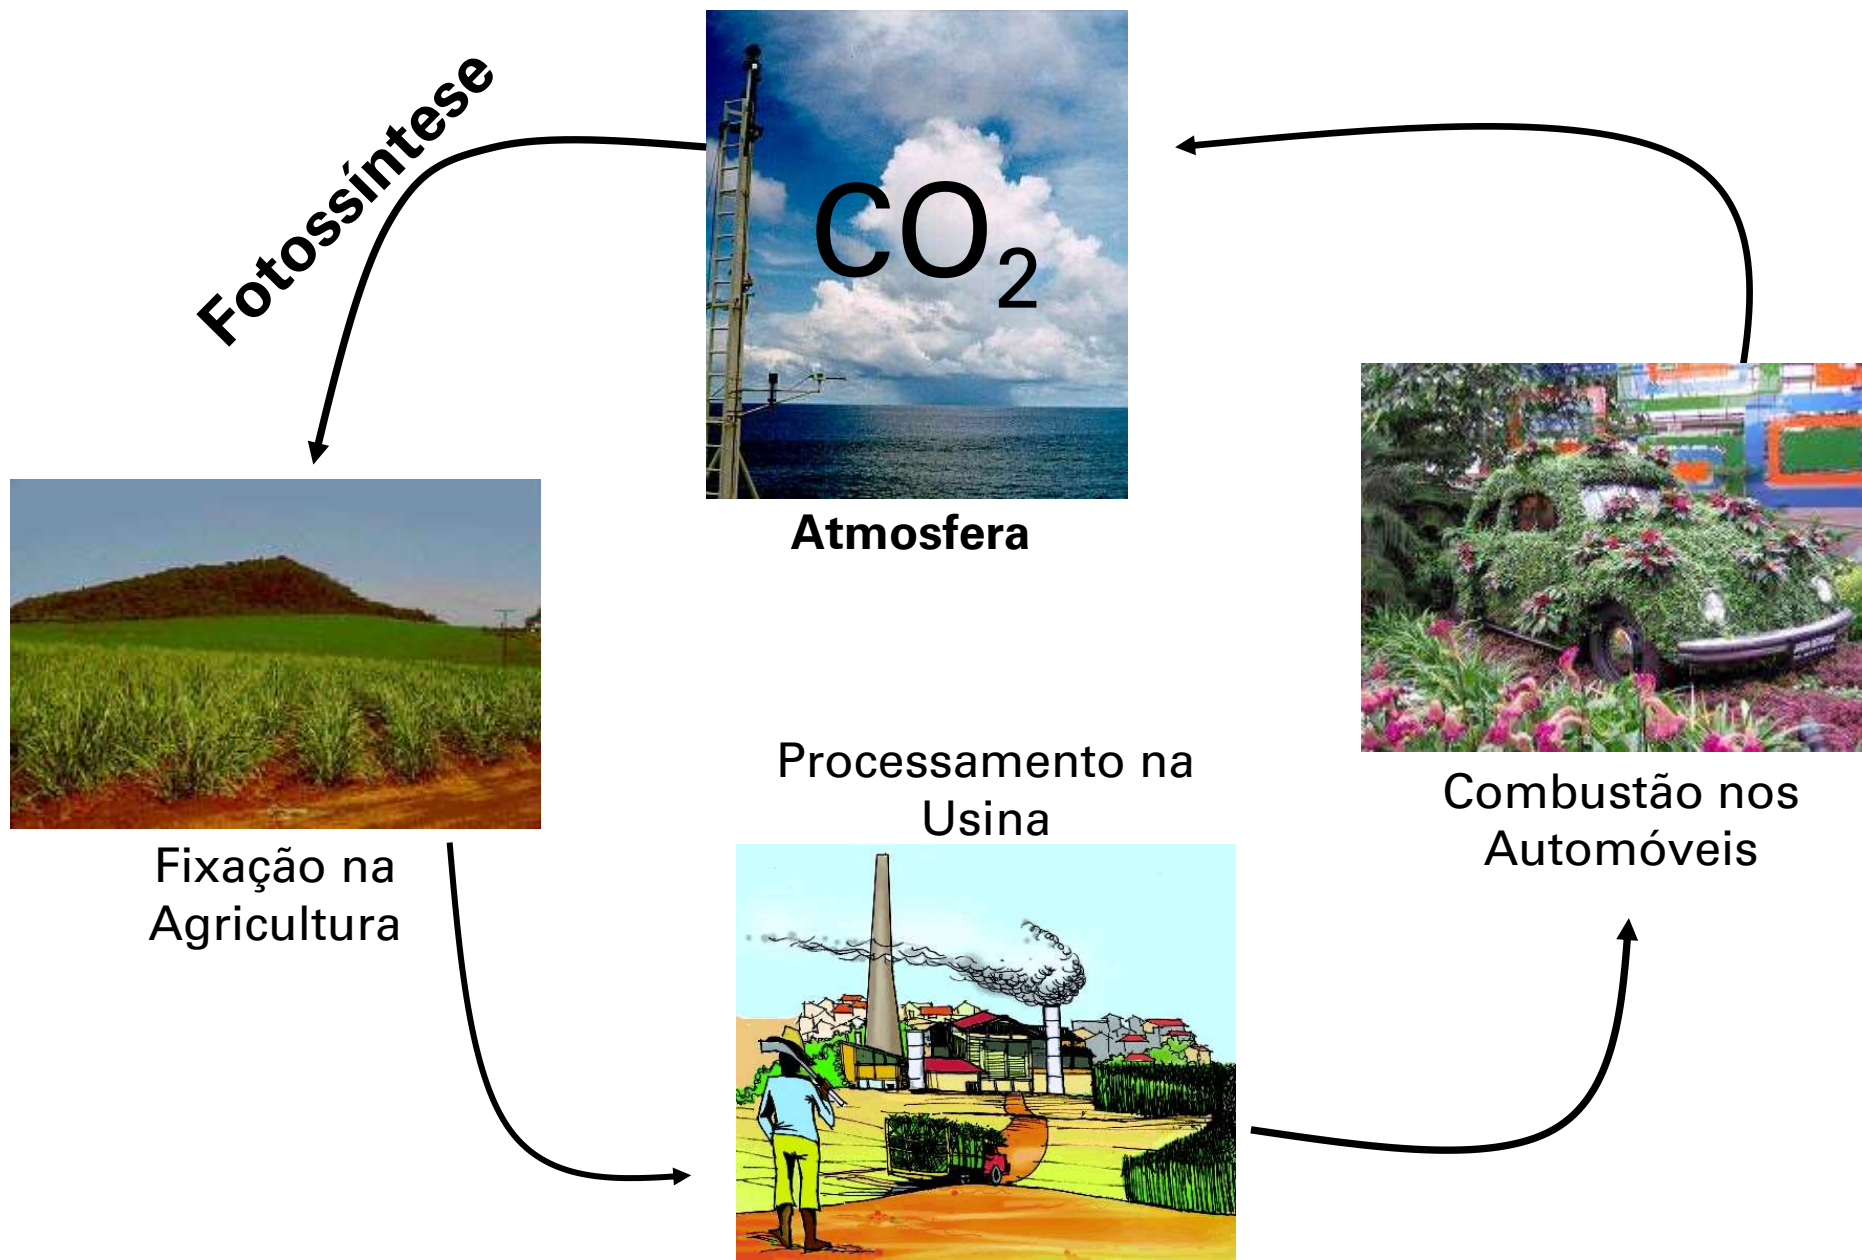 Fotossíntese
CO₂
Atmosfera
Fixação na
Agricultura
Processamento na
Usina
Combustão nos
Automóveis